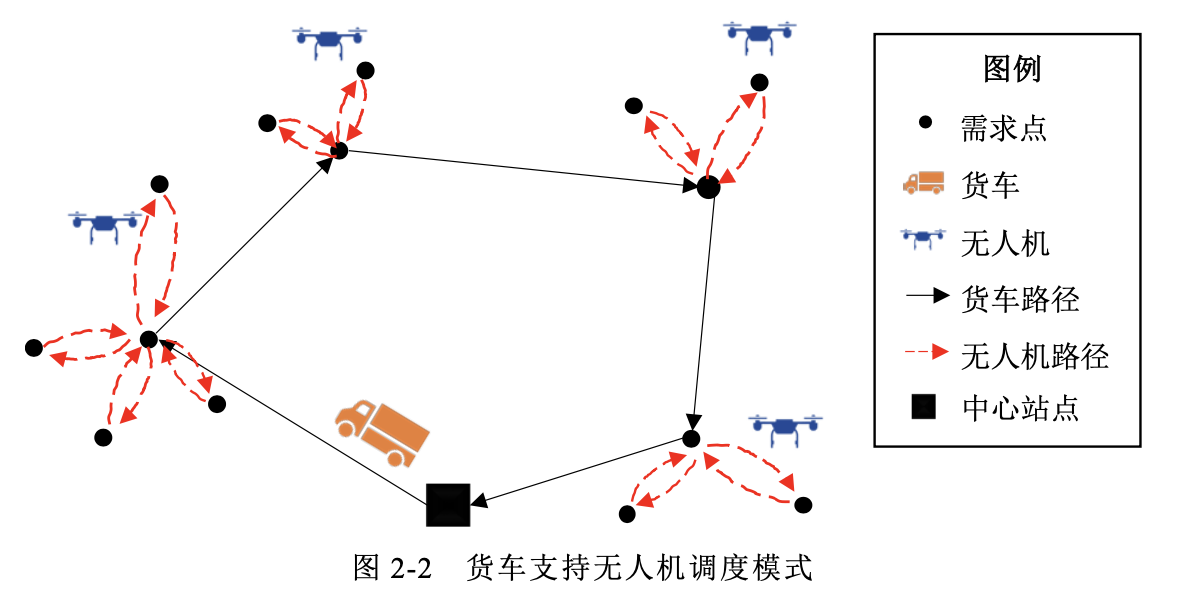 图例
需求点
货车
无人机
货车路径
无人机路径
中心站点
图 2-2 货车支持无人机调度模式